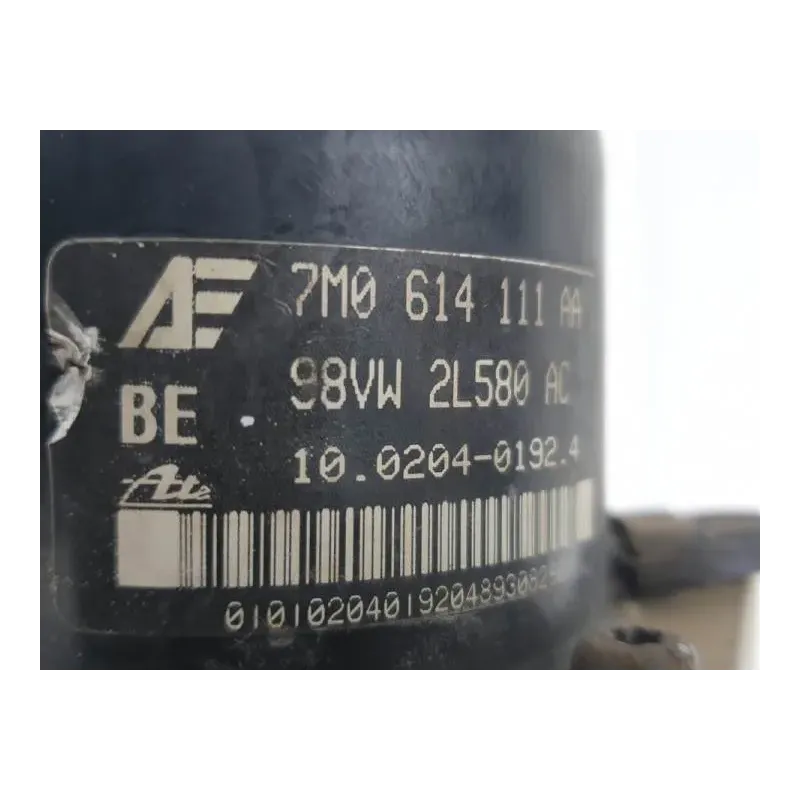 AE 7M0 614 111 AA
BE 98VW 2L580 AC
Ate 10.0204-0192.4